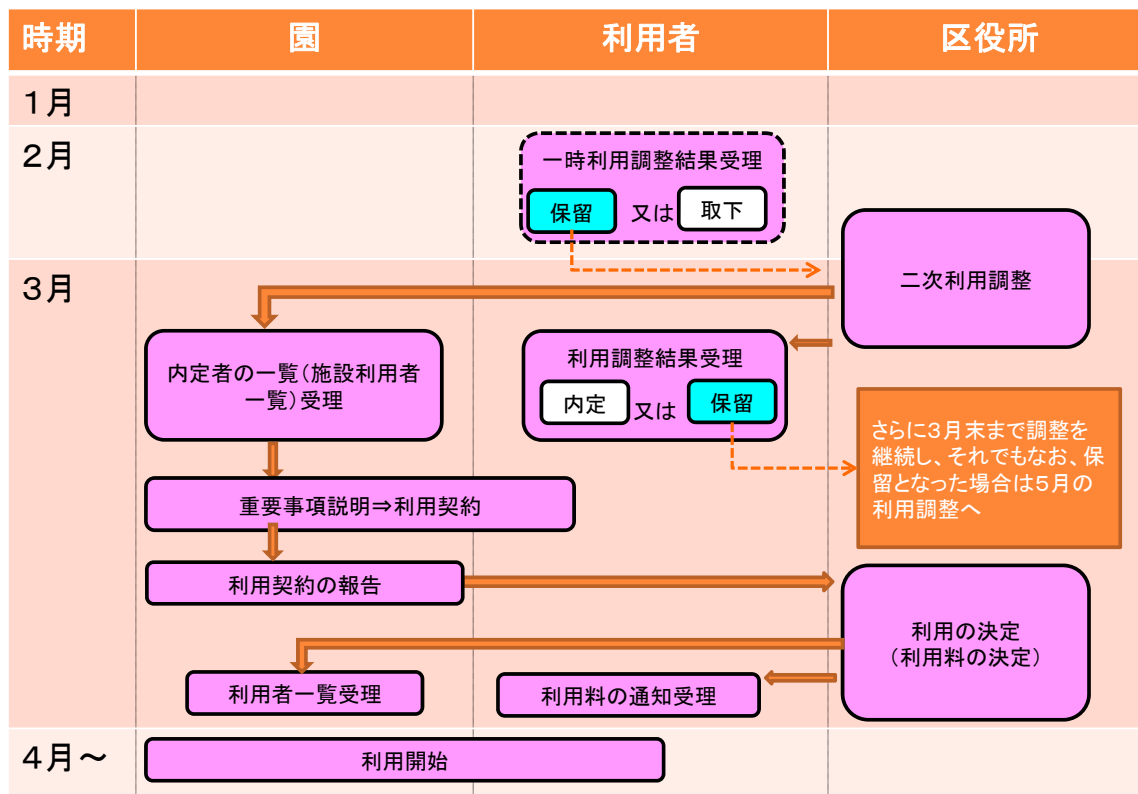 時期
園
利用者
区役所
1月
2月
一時利用調整結果受理
保留
又は
取下
二次利用調整
3月
内定者の一覧(施設利用者
一覧)受理
利用調整結果受理
内定
又は
保留
さらに3月末まで調整を
継続し、それでもなお、保
留となった場合は5月の
利用調整へ
重要事項説明⇒利用契約
利用契約の報告
利用の決定
(利用料の決定)
利用者一覧受理
利用料の通知受理
4月~
利用開始